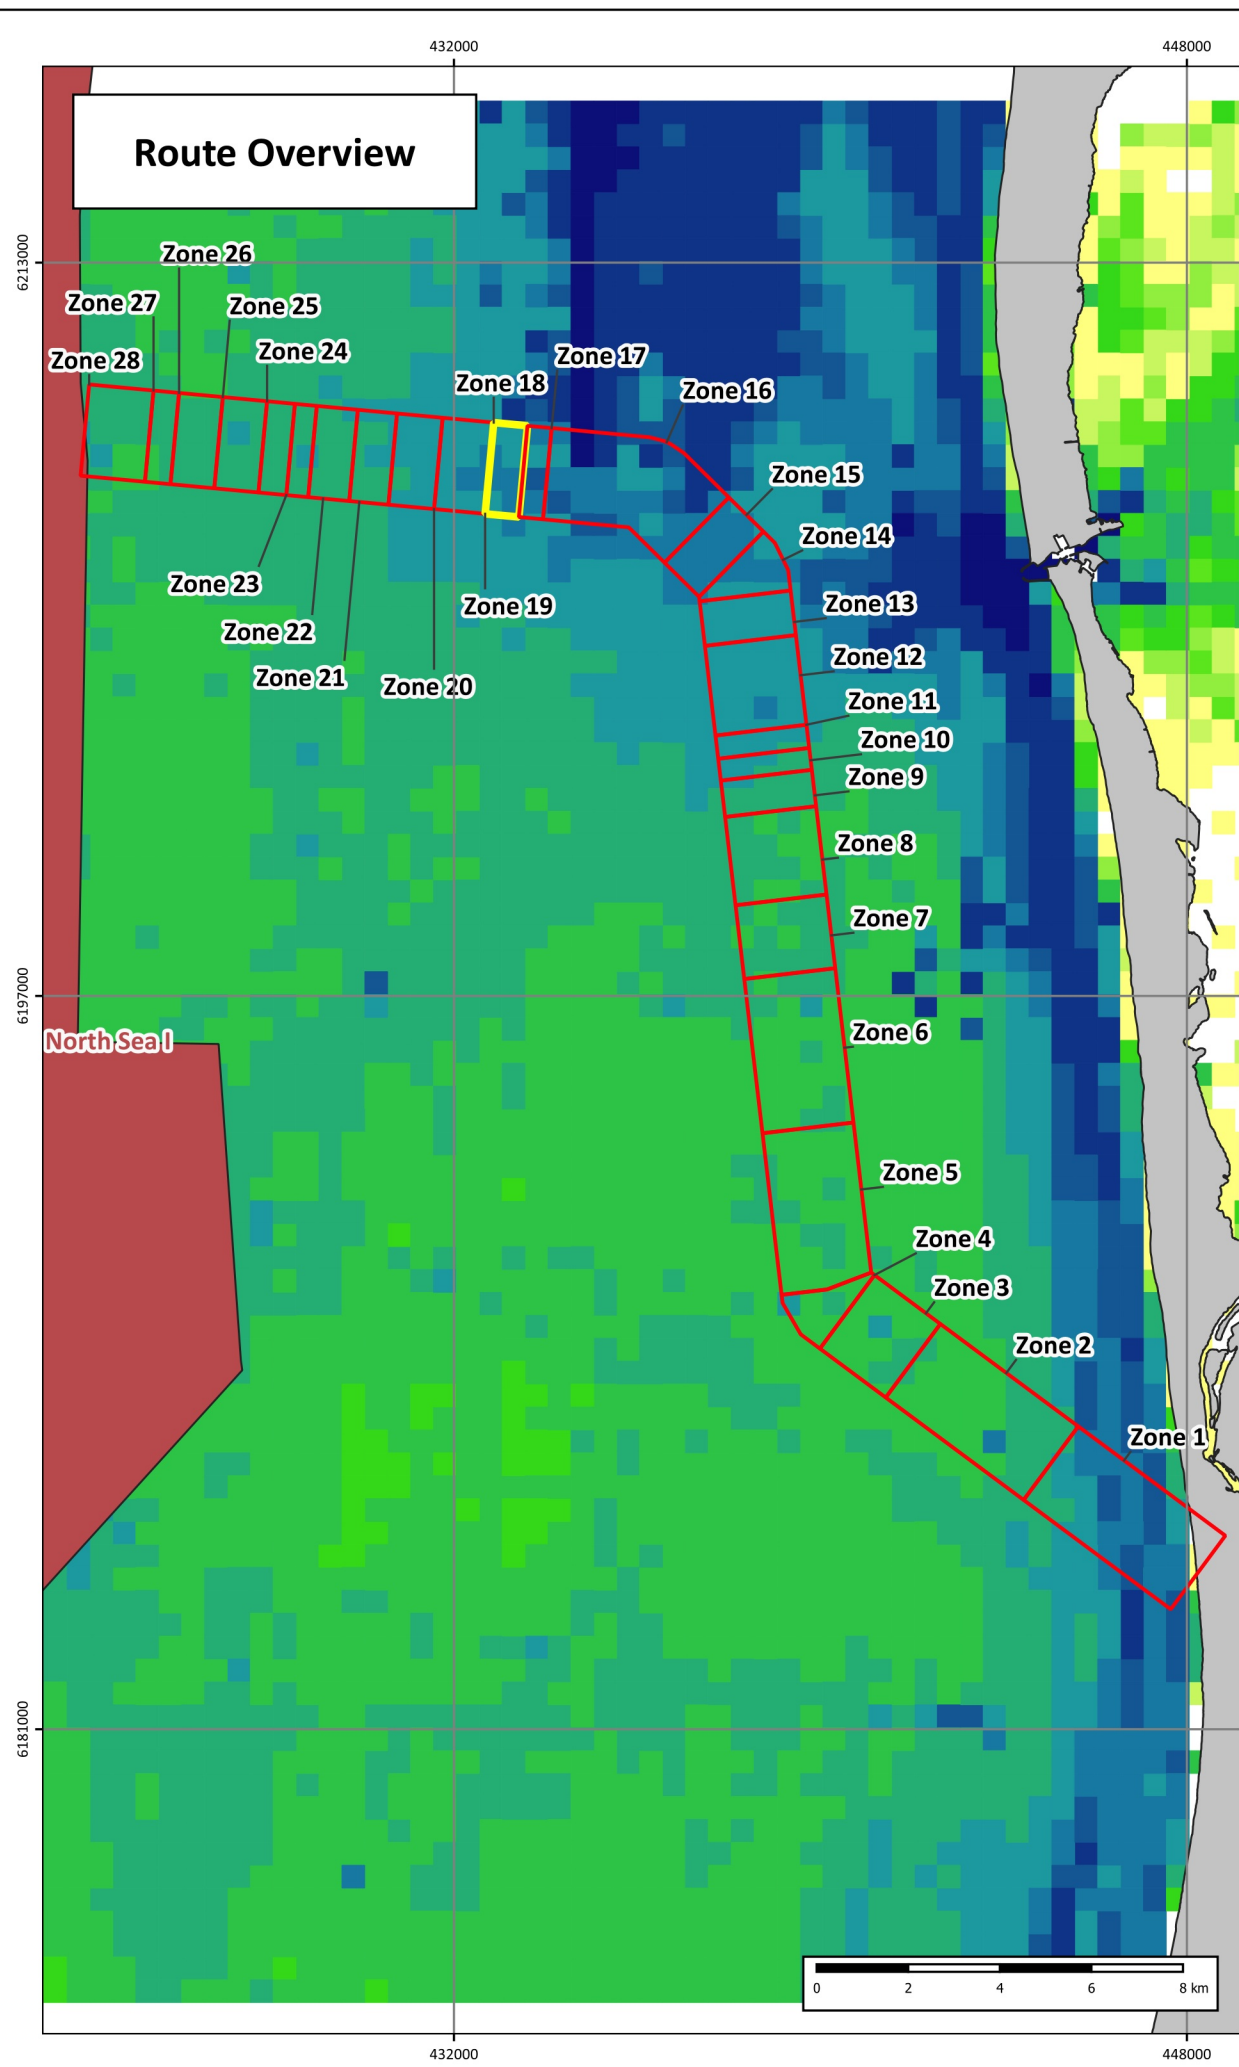 432000
448000
Route Overview
6213000
Zone 26
Zone 27
Zone 25
Zone 24
Zone 28
Zone 17
Zone 18
Zone 16
Zone 15
Zone 14
Zone 23
Zone 19
Zone 13
Zone 22
Zone 12
Zone 21
Zone 20
Zone 11
Zone 10
Zone 9
Zone 8
Zone 7
6197000
Zone 6
North Sea I
Zone 5
Zone 4
Zone 3
Zone 2
Zone 1
6181000
0 2 4 6 8 km
432000
448000